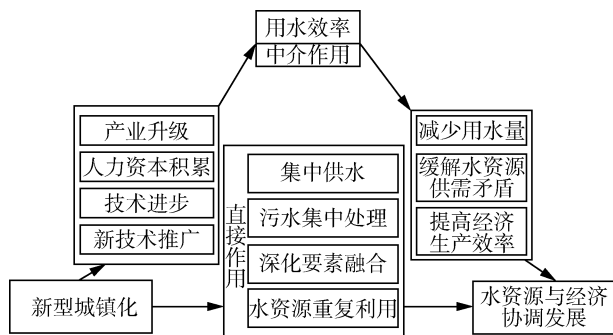 用水效率
中介作用
产业升级
人力资本积累
技术进步
新技术推广
新型城镇化
直接作用
集中供水
污水集中处理
深化要素融合
水资源重复利用
减少用水量
缓解水资源
供需矛盾
提高经济
生产效率
水资源与经济
协调发展